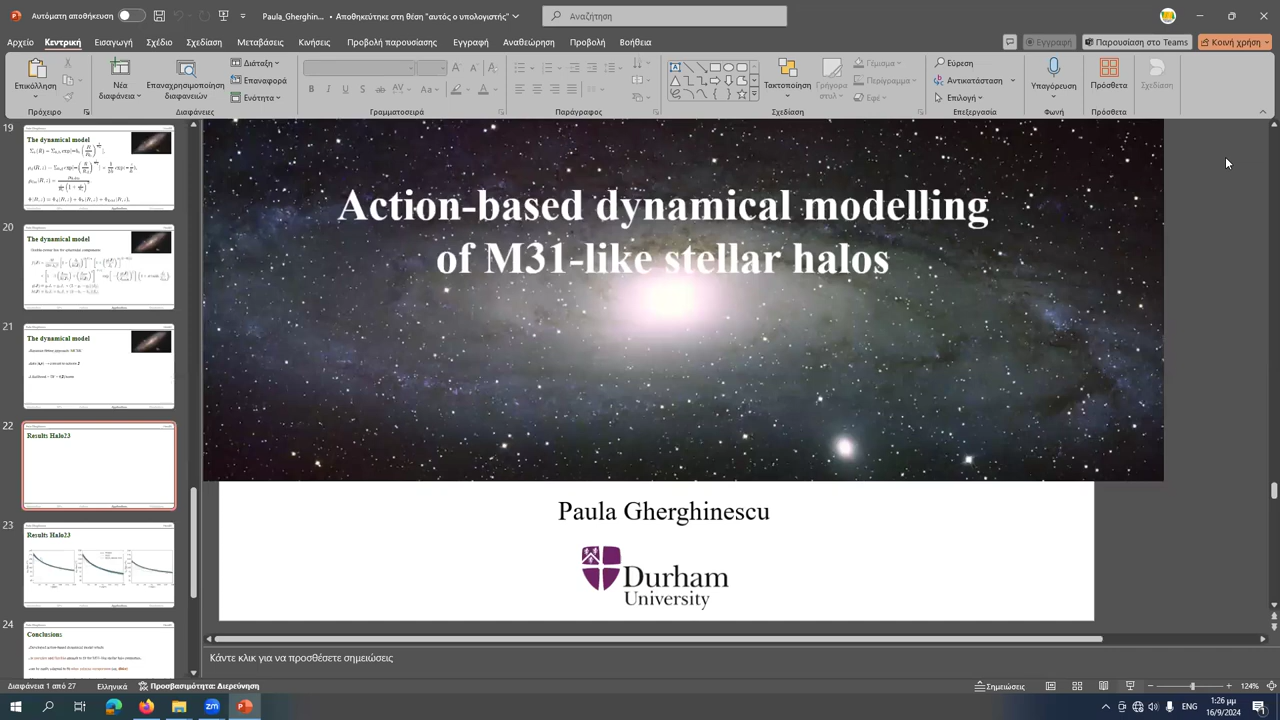 Αυτόματη αποθήκευση
Paula_Gherghin... • Αποθηκεύτηκε στη θέση "αυτός ο υπολογιστής"
Αναζήτηση
Αρχείο Κεντρική Εισαγωγή Σχέδιο Σχεδίαση Μεταβάσεις Κινήσεις Προβολή παρουσίασης Εγγραφή Αναθεώρηση Προβολή Βοήθεια
Εγγραφή Παρουσίαση στο Teams Κοινή χρήση
Επικόλληση
Πρόχειρο
Νέα διαφάνεια
Επαναχρησιμοποίηση διαφανειών
Διάταξη
Επαναφορά
Ενότητα
Διαφάνειες
Γραμματοσειρά
Παράγραφος
Τακτοποίηση
Γρήγορα στυλ
Γέμισμα
Περίγραμμα
Εφέ
Σχεδίαση
Εύρεση
Αντικατάσταση
Επιλογή
Επεξεργασία
Υπαγόρευση
Φωνή
Πρόσθετα
Πρόσθετα
Σχεδίαση
19
The dynamical model
20
The dynamical model
21
The dynamical model
22
Results Halo23
23
Results Halo23
24
Conclusions
Action-based dynamical modelling
of M31-like stellar halos
Paula Gherghinescu
Durham
University
Κάντε κλικ για να προσθέσετε σημειώσεις
Διαφάνεια 1 από 27 Ελληνικά Προσβασιμότητα: Διερεύνηση
Σημειώσεις 124%
zm
ENG
1:26 μμ
16/9/2024